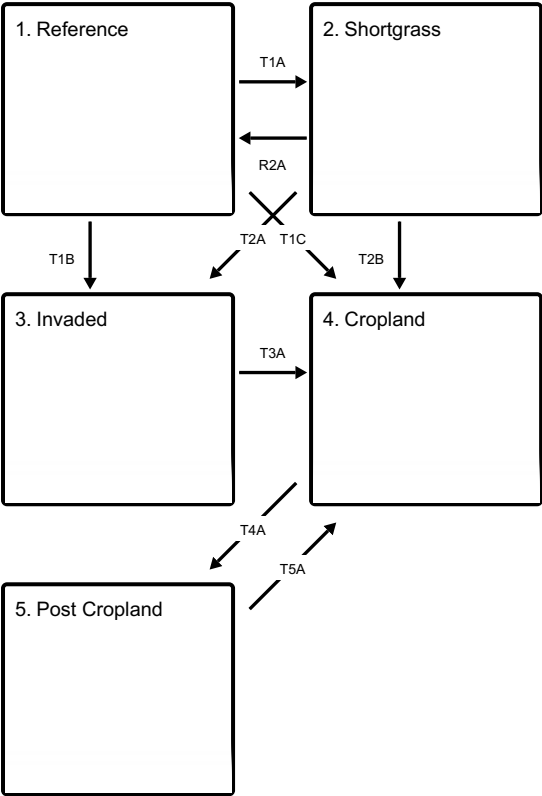 1. Reference
2. Shortgrass
T1A
R2A
T1B
T2A
T1C
T2B
3. Invaded
4. Cropland
T3A
T4A
T5A
5. Post Cropland